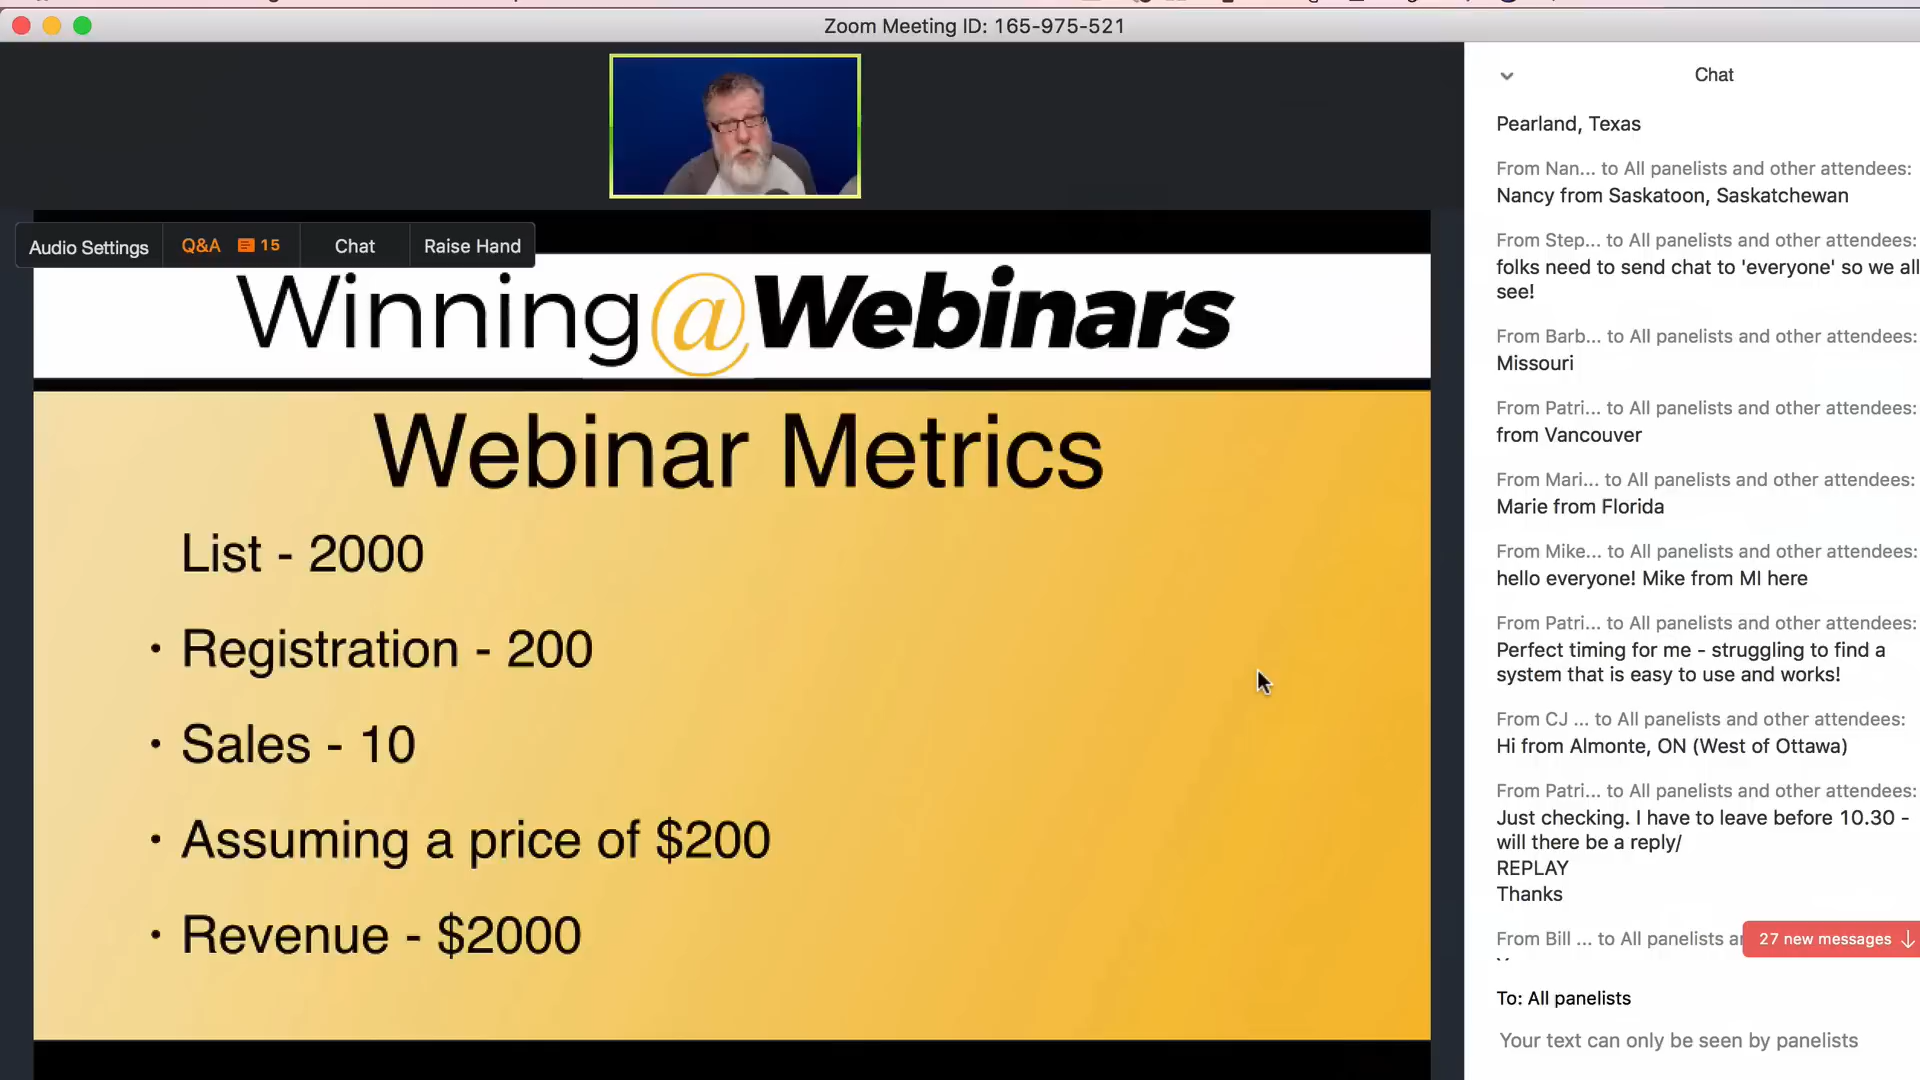 Zoom Meeting ID: 165-975-521
Audio Settings
Q&A 15
Chat
Raise Hand
Winning@Webinars
Webinar Metrics
List - 2000
• Registration - 200
• Sales - 10
• Assuming a price of $200
• Revenue - $2000
Chat
Pearland, Texas
From Nan... to All panelists and other attendees:
Nancy from Saskatoon, Saskatchewan
From Step... to All panelists and other attendees:
folks need to send chat to 'everyone' so we all
see!
From Barb... to All panelists and other attendees:
Missouri
From Patri... to All panelists and other attendees:
from Vancouver
From Mari... to All panelists and other attendees:
Marie from Florida
From Mike... to All panelists and other attendees:
hello everyone! Mike from MI here
From Patri... to All panelists and other attendees:
Perfect timing for me - struggling to find a
system that is easy to use and works!
From CJ ... to All panelists and other attendees:
Hi from Almonte, ON (West of Ottawa)
From Patri... to All panelists and other attendees:
Just checking. I have to leave before 10.30 -
will there be a reply/
REPLAY
Thanks
From Bill ... to All panelists
27 new messages
To: All panelists
Your text can only be seen by panelists